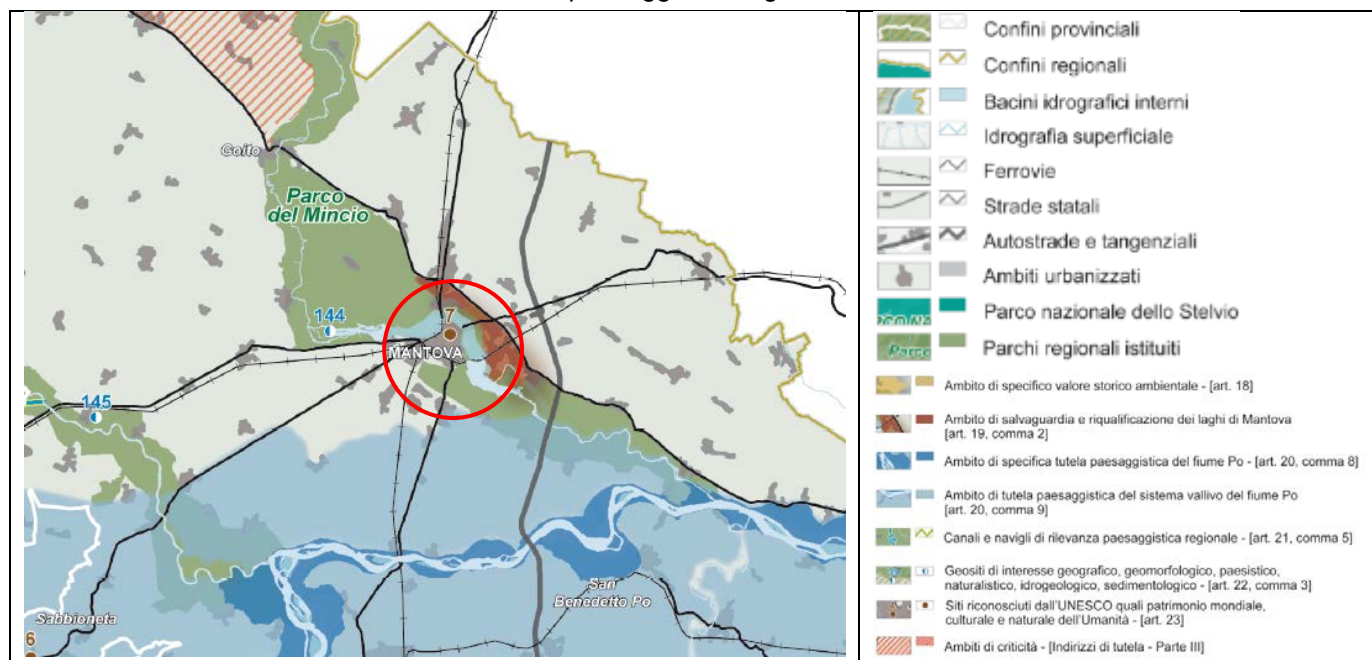 Goito
Parco
del Mincio
144
7
MANTOVA
145
San
Benedetto Po
Sabbioneta
6
Confini provinciali
Confini regionali
Bacini idrografici interni
Idrografia superficiale
Ferrovie
Strade statali
Autostrade e tangenziali
Ambiti urbanizzati
Parco nazionale dello Stelvio
Parchi regionali istituiti
Parco
Ambito di specifico valore storico ambientale - [art. 18]
Ambito di salvaguardia e riqualificazione dei laghi di Mantova
[art. 19, comma 2]
Ambito di specifica tutela paesaggistica del fiume Po - [art. 20, comma 8]
Ambito di tutela paesaggistica del sistema vallivo del fiume Po
[art. 20, comma 9]
Canali e navigli di rilevanza paesaggistica regionale - [art. 21, comma 5]
Geositi di interesse geografico, geomorfologico, paesistico,
naturalistico, idrogeologico, sedimentologico - [art. 22, comma 3]
Siti riconosciuti dall'UNESCO quali patrimonio mondiale,
culturale e naturale dell'Umanità - [art. 23]
Ambiti di criticità - [Indirizzi di tutela - Parte III]